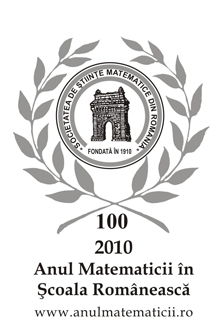 SOCIETATEA DE ŞTIINŢE MATEMATICE DIN ROMÂNIA
FONDATĂ ÎN 1910
100
2010
Anul Matematicii în
Şcoala Românească
www.anulmatematicii.ro